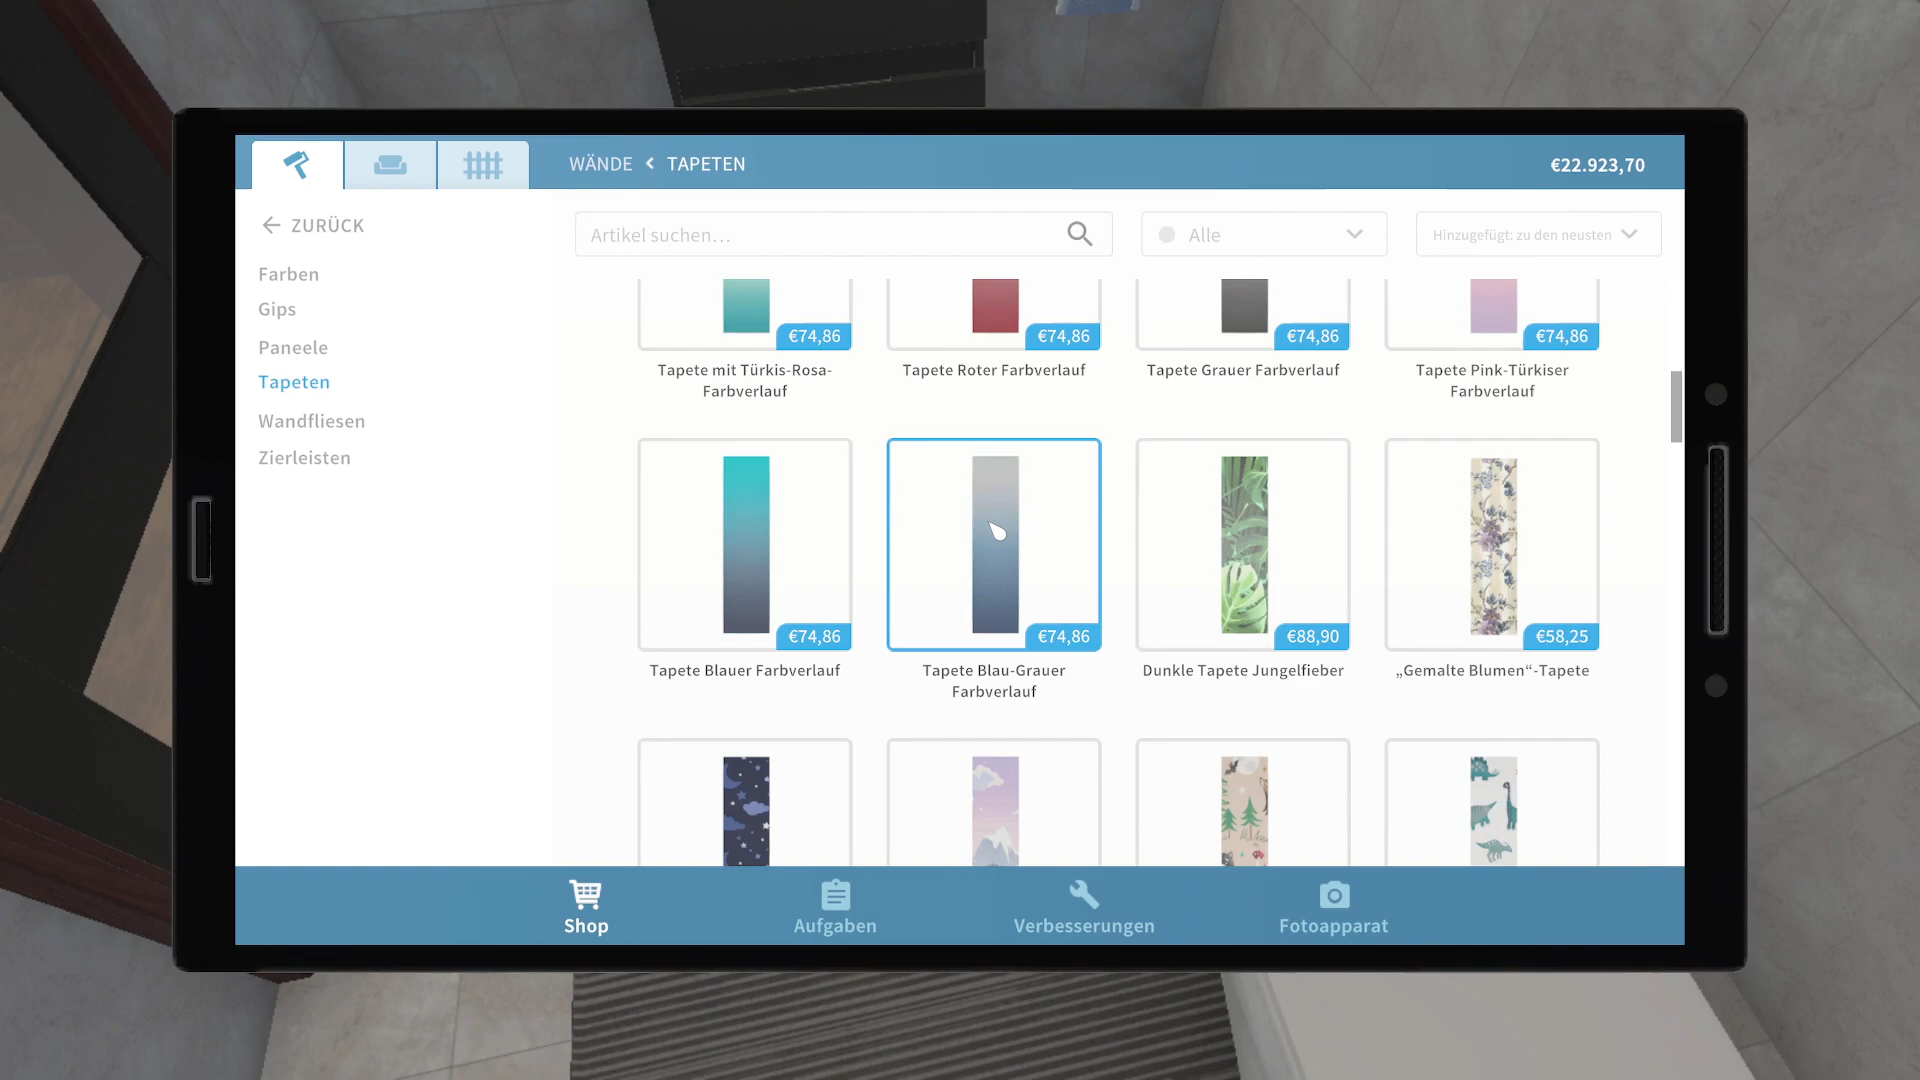 WÄNDE < TAPETEN
€22.923,70
ZURÜCK
Farben
Gips
Paneele
Tapeten
Wandfliesen
Zierleisten
Artikel suchen...
Alle
Hinzugefügt: zu den neusten
€74,86
€74,86
€74,86
€74,86
Tapete mit Türkis-Rosa-
Farbverlauf
Tapete Roter Farbverlauf
Tapete Grauer Farbverlauf
Tapete Pink-Türkiser
Farbverlauf
€74,86
€74,86
€88,90
€58,25
Tapete Blauer Farbverlauf
Tapete Blau-Grauer
Farbverlauf
Dunkle Tapete Jungelfieber
„Gemalte Blumen“-Tapete
Shop
Aufgaben
Verbesserungen
Fotoapparat